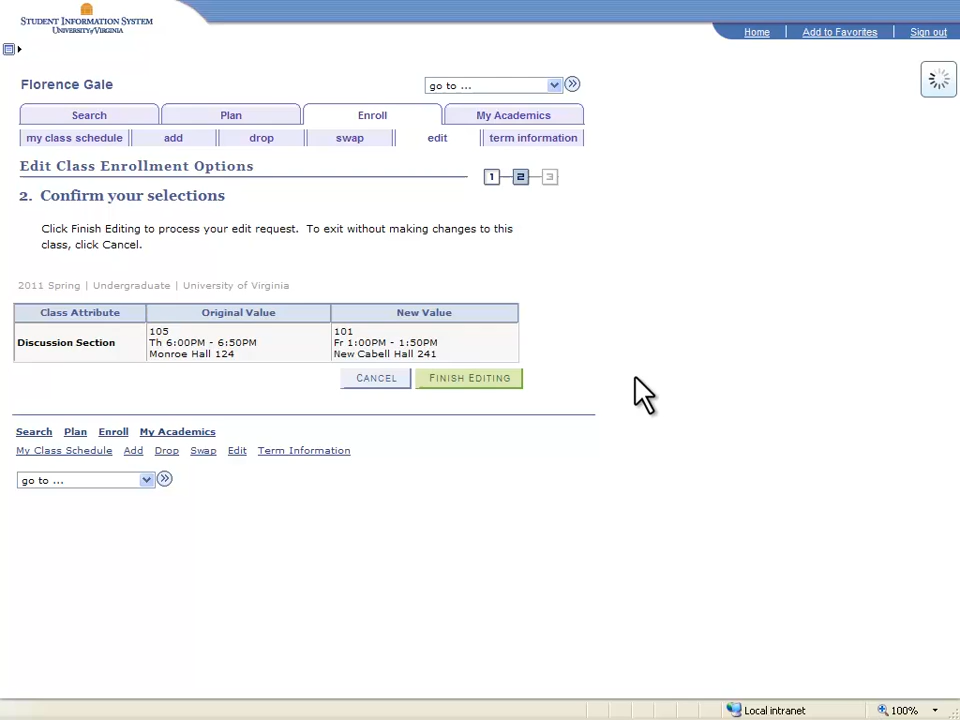 STUDENT INFORMATION SYSTEM
UNIVERSITY OF VIRGINIA
Home Add to Favorites Sign out
Florence Gale
go to ...
Search Plan Enroll My Academics
my class schedule add drop swap edit term information
Edit Class Enrollment Options
1 2 3
2. Confirm your selections
Click Finish Editing to process your edit request. To exit without making changes to this
class, click Cancel.
2011 Spring | Undergraduate | University of Virginia
Class Attribute Original Value New Value
Discussion Section
105
Th 6:00PM - 6:50PM
Monroe Hall 124
101
Fr 1:00PM - 1:50PM
New Cabell Hall 241
CANCEL FINISH EDITING
Search Plan Enroll My Academics
My Class Schedule Add Drop Swap Edit Term Information
go to ...
Local intranet 100%